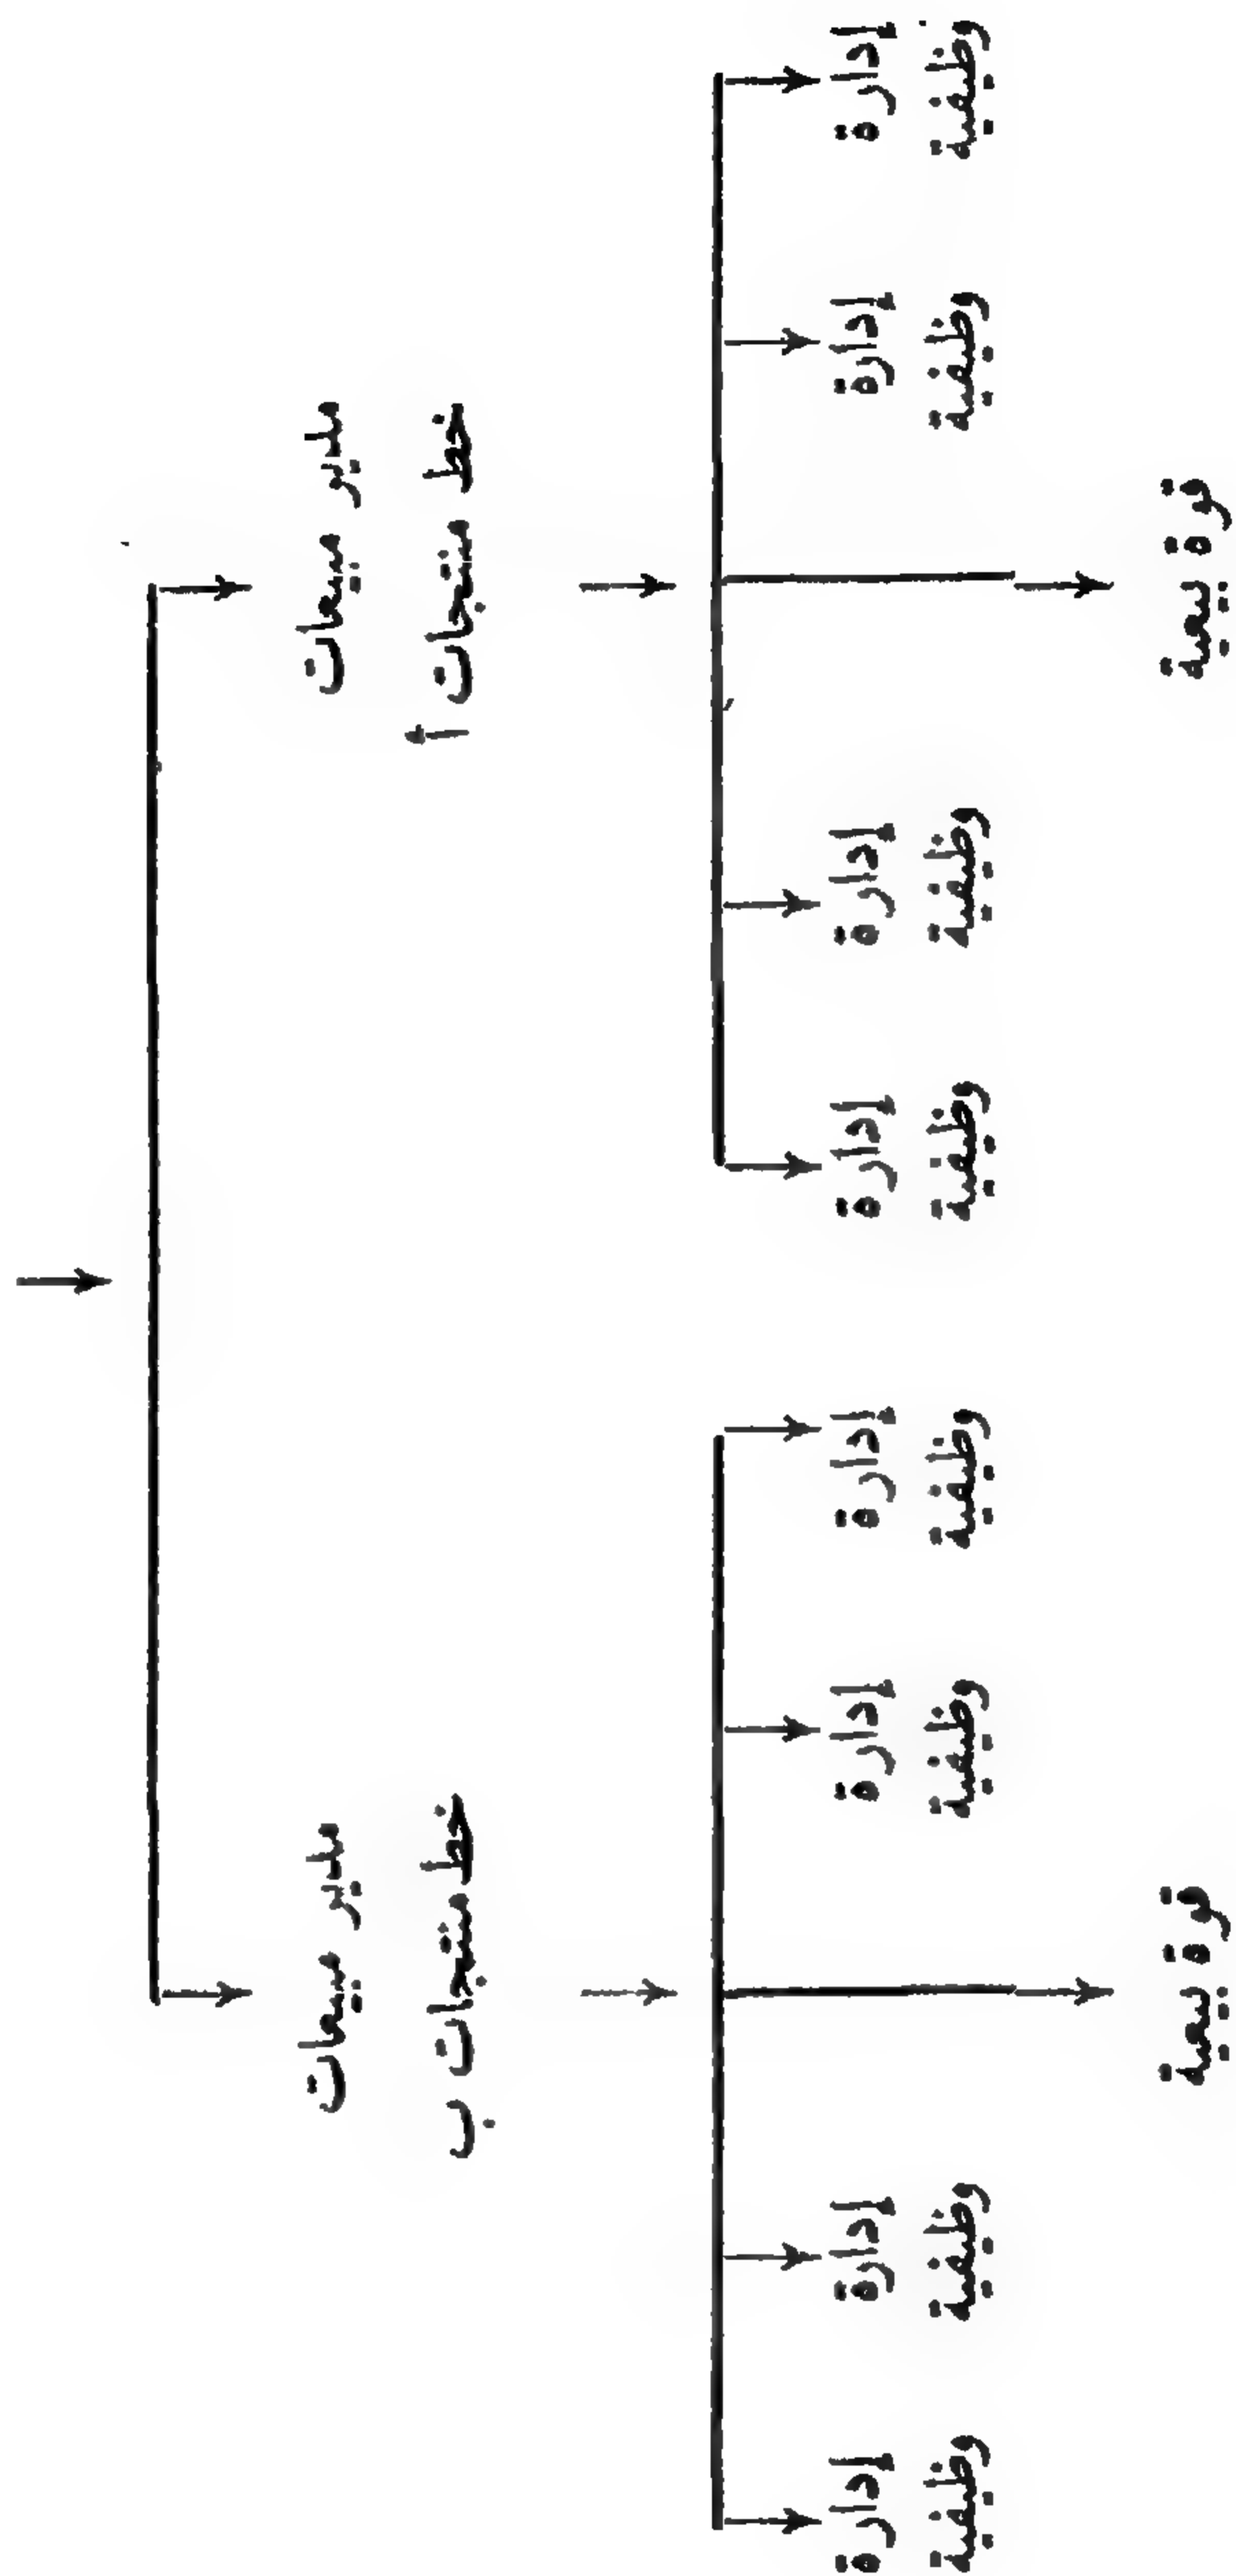 مدير مبيعات
خط منتجات أ
مدير مبيعات
خط منتجات ب
إدارة
وظيفية
إدارة
وظيفية
إدارة
وظيفية
إدارة
وظيفية
إدارة
وظيفية
إدارة
وظيفية
إدارة
وظيفية
إدارة
وظيفية
قوة بيعية
قوة بيعية